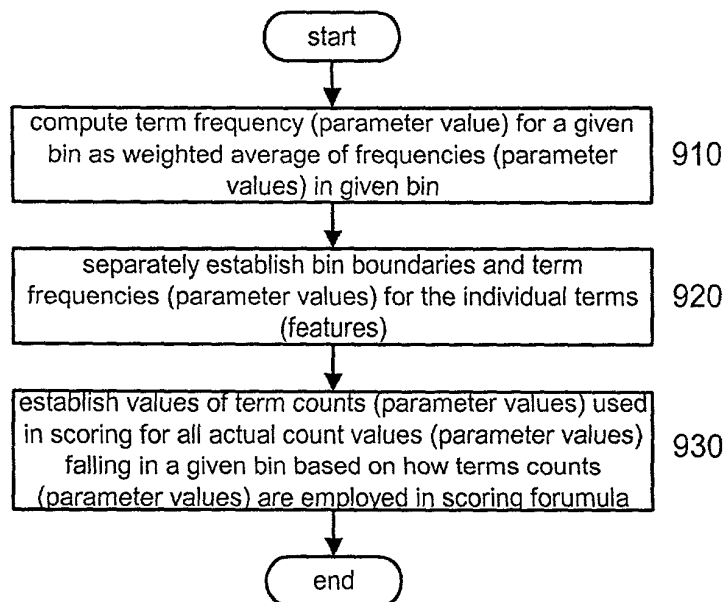 start
compute term frequency (parameter value) for a given
bin as weighted average of frequencies (parameter
values) in given bin
910
separately establish bin boundaries and term
frequencies (parameter values) for the individual terms
(features)
920
establish values of term counts (parameter values) used
in scoring for all actual count values (parameter values)
falling in a given bin based on how terms counts
(parameter values) are employed in scoring forumula
930
end